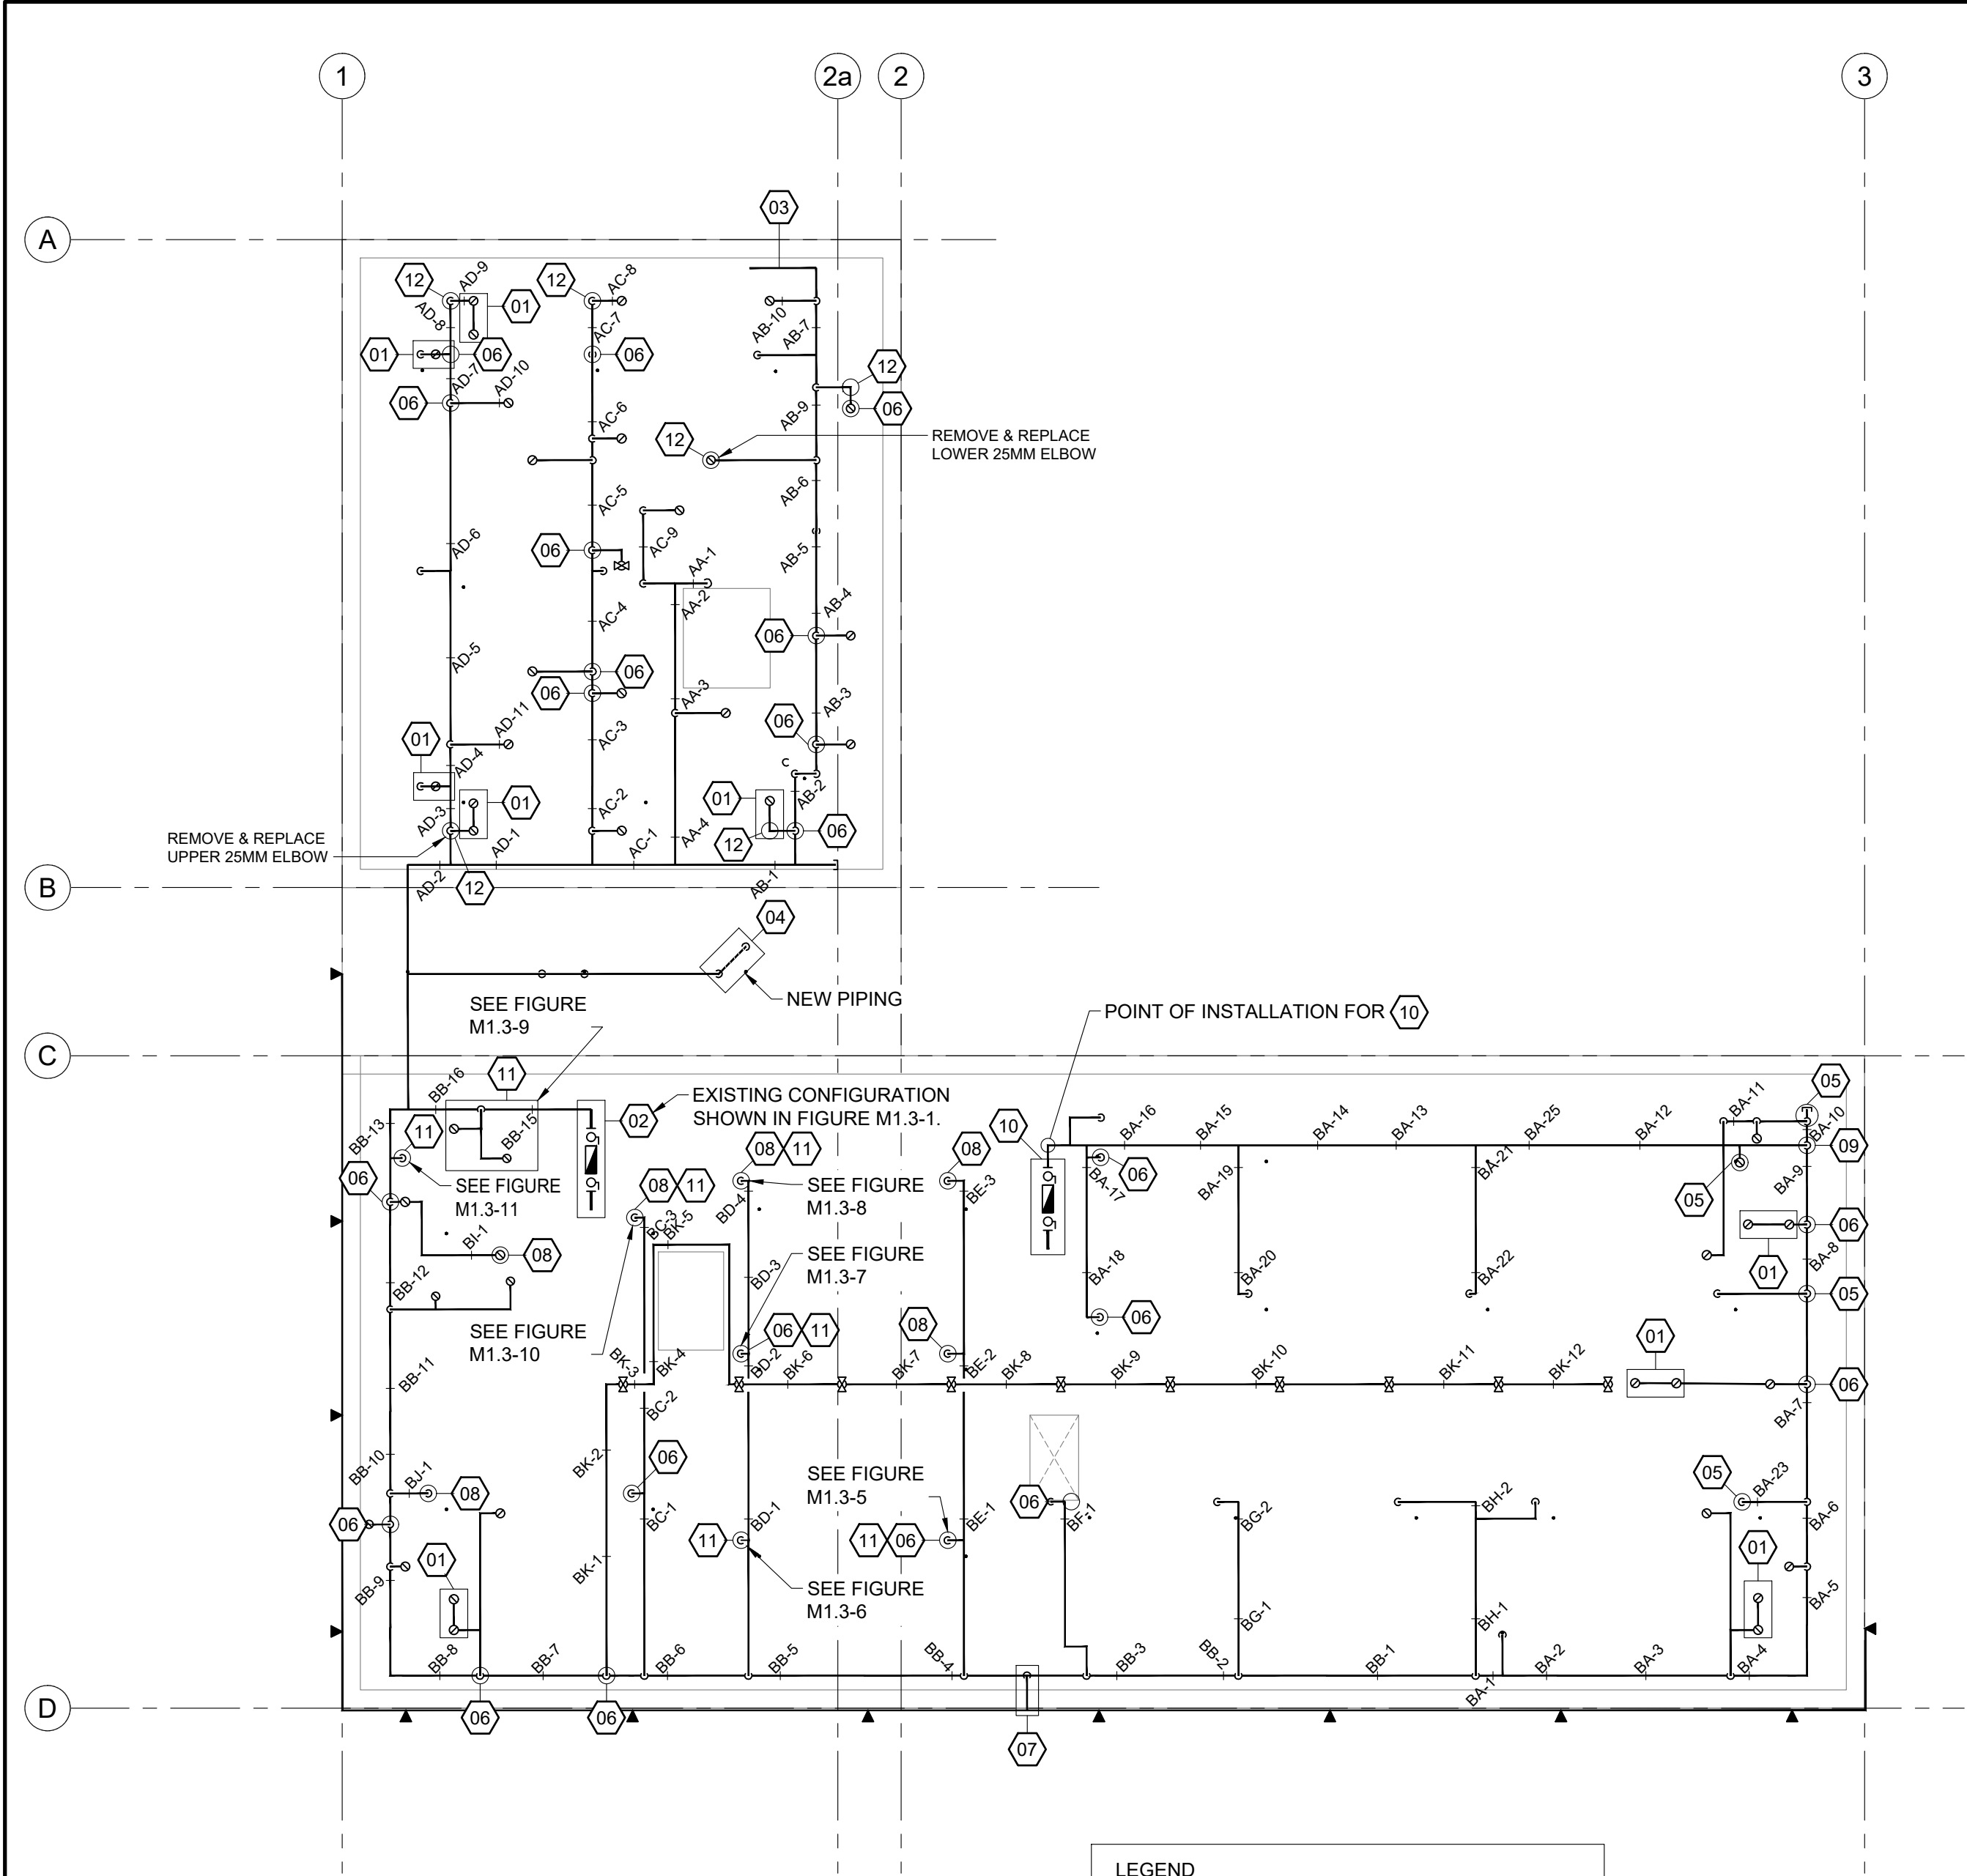 1
2a
2
3
A
03
12
AD-9
12
AC-8
01
AD-8
AC-7
AB-10
AB-7
01
06
06
12
AD-7
AD-10
06
AB-9
06
AC-6
12
REMOVE & REPLACE
LOWER 25MM ELBOW
AB-6
AC-5
AD-6
06
AC-9
AB-5
AA-1
AC-4
AA-2
AB-4
06
AD-5
06
06
AA-3
AB-3
06
AD-11
01
AC-3
AD-4
C
AB-2
01
01
AD-3
AC-2
REMOVE & REPLACE
UPPER 25MM ELBOW
AD-1
AC-1
AA-4
12
06
AD-2
12
AB-1
B
04
NEW PIPING
SEE FIGURE
M1.3-9
POINT OF INSTALLATION FOR 10
C
11
BB-16
EXISTING CONFIGURATION
SHOWN IN FIGURE M1.3-1.
02
05
BA-11
BB-13
11
BB-15
10
BA-16
BA-15
BA-14
BA-13
BA-25
BA-12
BA-10
09
08
11
08
06
SEE FIGURE
M1.3-11
08
11
SEE FIGURE
M1.3-8
BD-4
BE-3
BA-17
06
BA-19
BA-21
BA-9
05
BC-3
BK-5
BI-1
08
06
SEE FIGURE
M1.3-7
BB-12
BD-3
BA-18
BA-20
BA-22
01
BA-8
05
SEE FIGURE
M1.3-10
06
11
08
06
01
BK-3
BK-4
BD-2
BK-6
BK-7
BE-2
BK-8
BK-9
BK-10
BK-11
BK-12
06
BB-11
BC-2
BA-7
BB-10
BK-2
06
SEE FIGURE
M1.3-5
05
BA-23
BJ-1
08
06
BH-2
06
BC-1
BD-1
BE-1
BF-1
BG-2
BA-6
11
11
06
01
01
BK-1
BB-9
SEE FIGURE
M1.3-6
BG-1
BH-1
BA-5
BB-8
BB-7
BB-6
BB-5
BB-4
BB-3
BB-2
BB-1
BA-1
BA-2
BA-3
BA-4
D
06
06
07
LEGEND